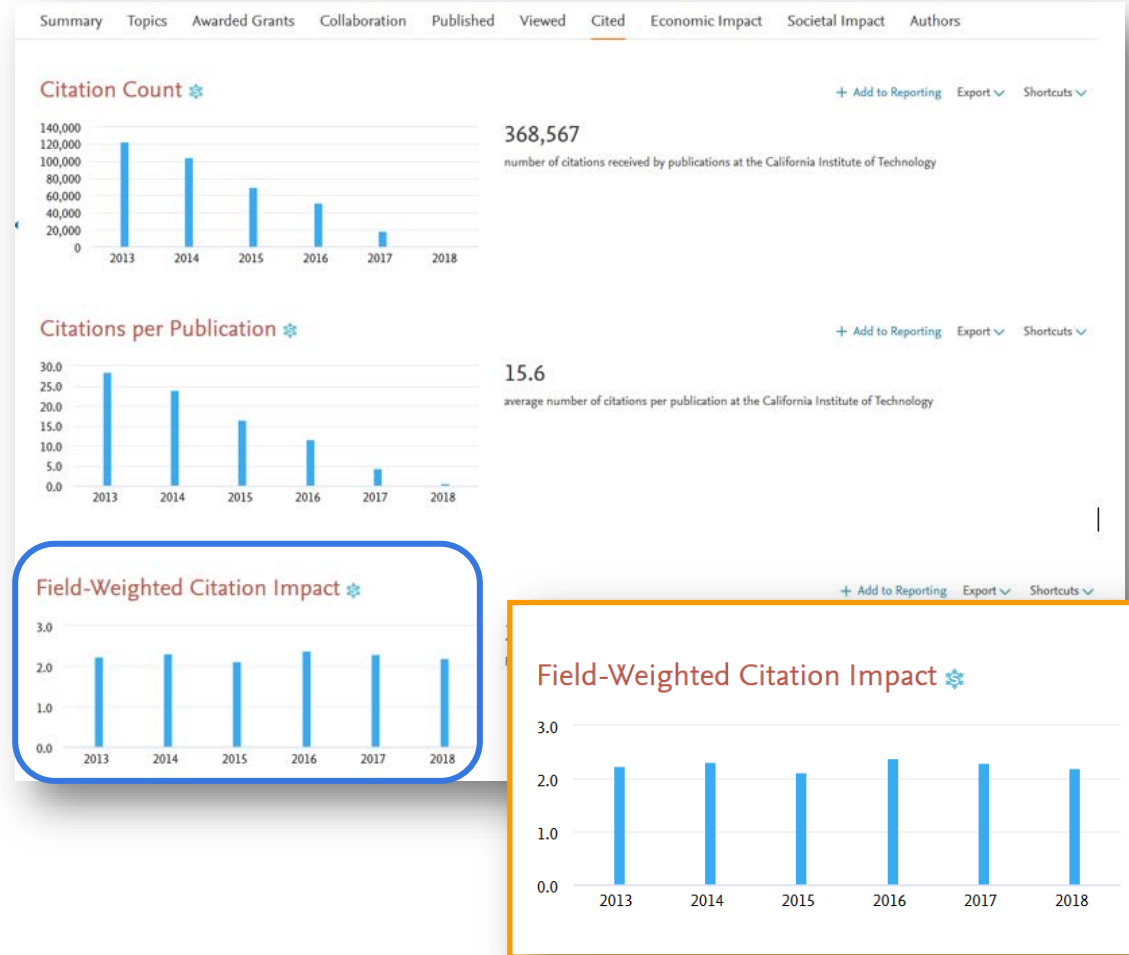 Summary Topics Awarded Grants Collaboration Published Viewed Cited Economic Impact Societal Impact Authors
Citation Count
+ Add to Reporting Export Shortcuts
140,000
120,000
100,000
80,000
60,000
40,000
20,000
0
2013 2014 2015 2016 2017 2018
368,567
number of citations received by publications at the California Institute of Technology
Citations per Publication
+ Add to Reporting Export Shortcuts
30.0
25.0
20.0
15.0
10.0
5.0
0.0
2013 2014 2015 2016 2017 2018
15.6
average number of citations per publication at the California Institute of Technology
Field-Weighted Citation Impact
+ Add to Reporting Export Shortcuts
3.0
2.0
1.0
0.0
2013 2014 2015 2016 2017 2018
Field-Weighted Citation Impact
3.0
2.0
1.0
0.0
2013 2014 2015 2016 2017 2018